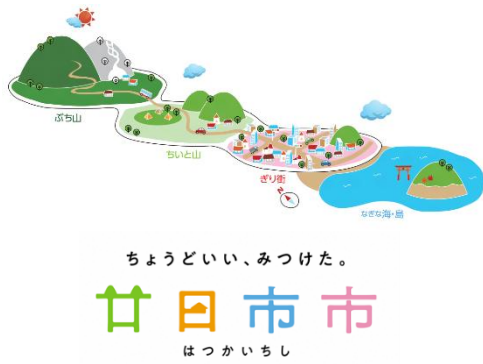 ぶち山
ちいと山
ぎり街
なぎな海・島
N
ちょうどいい、みつけた。
廿日市市
はつかいちし